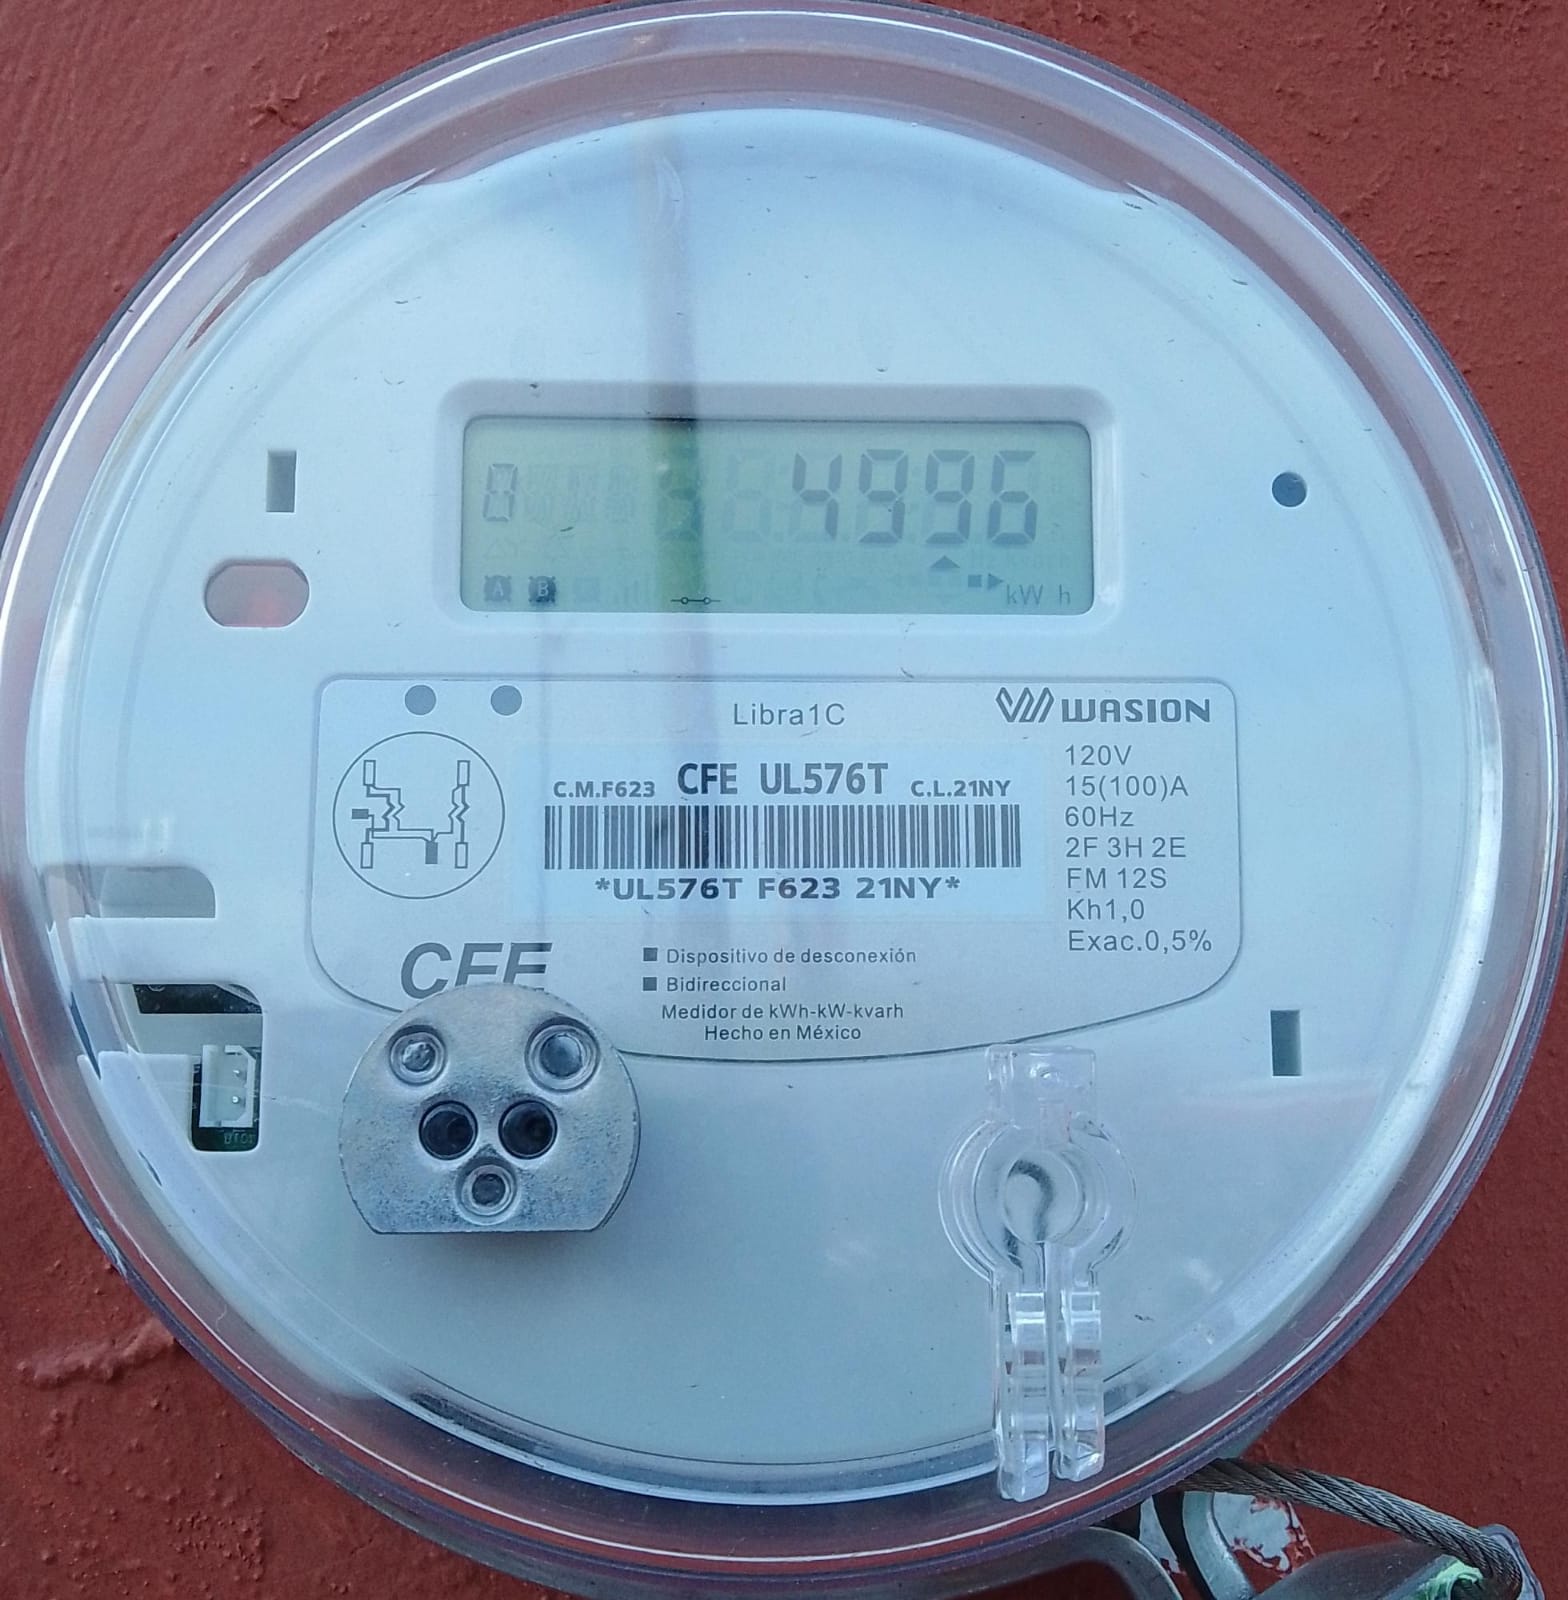 0 4996
A B kW h
Libra1C
WASION
C.M.F623 CFE UL576T C.L.21NY
*UL576T F623 21NY*
120V
15(100)A
60Hz
2F 3H 2E
FM 12S
Kh1,0
Exac.0,5%
CFE
Dispositivo de desconexión
Bidireccional
Medidor de kWh-kW-kvarh
Hecho en México